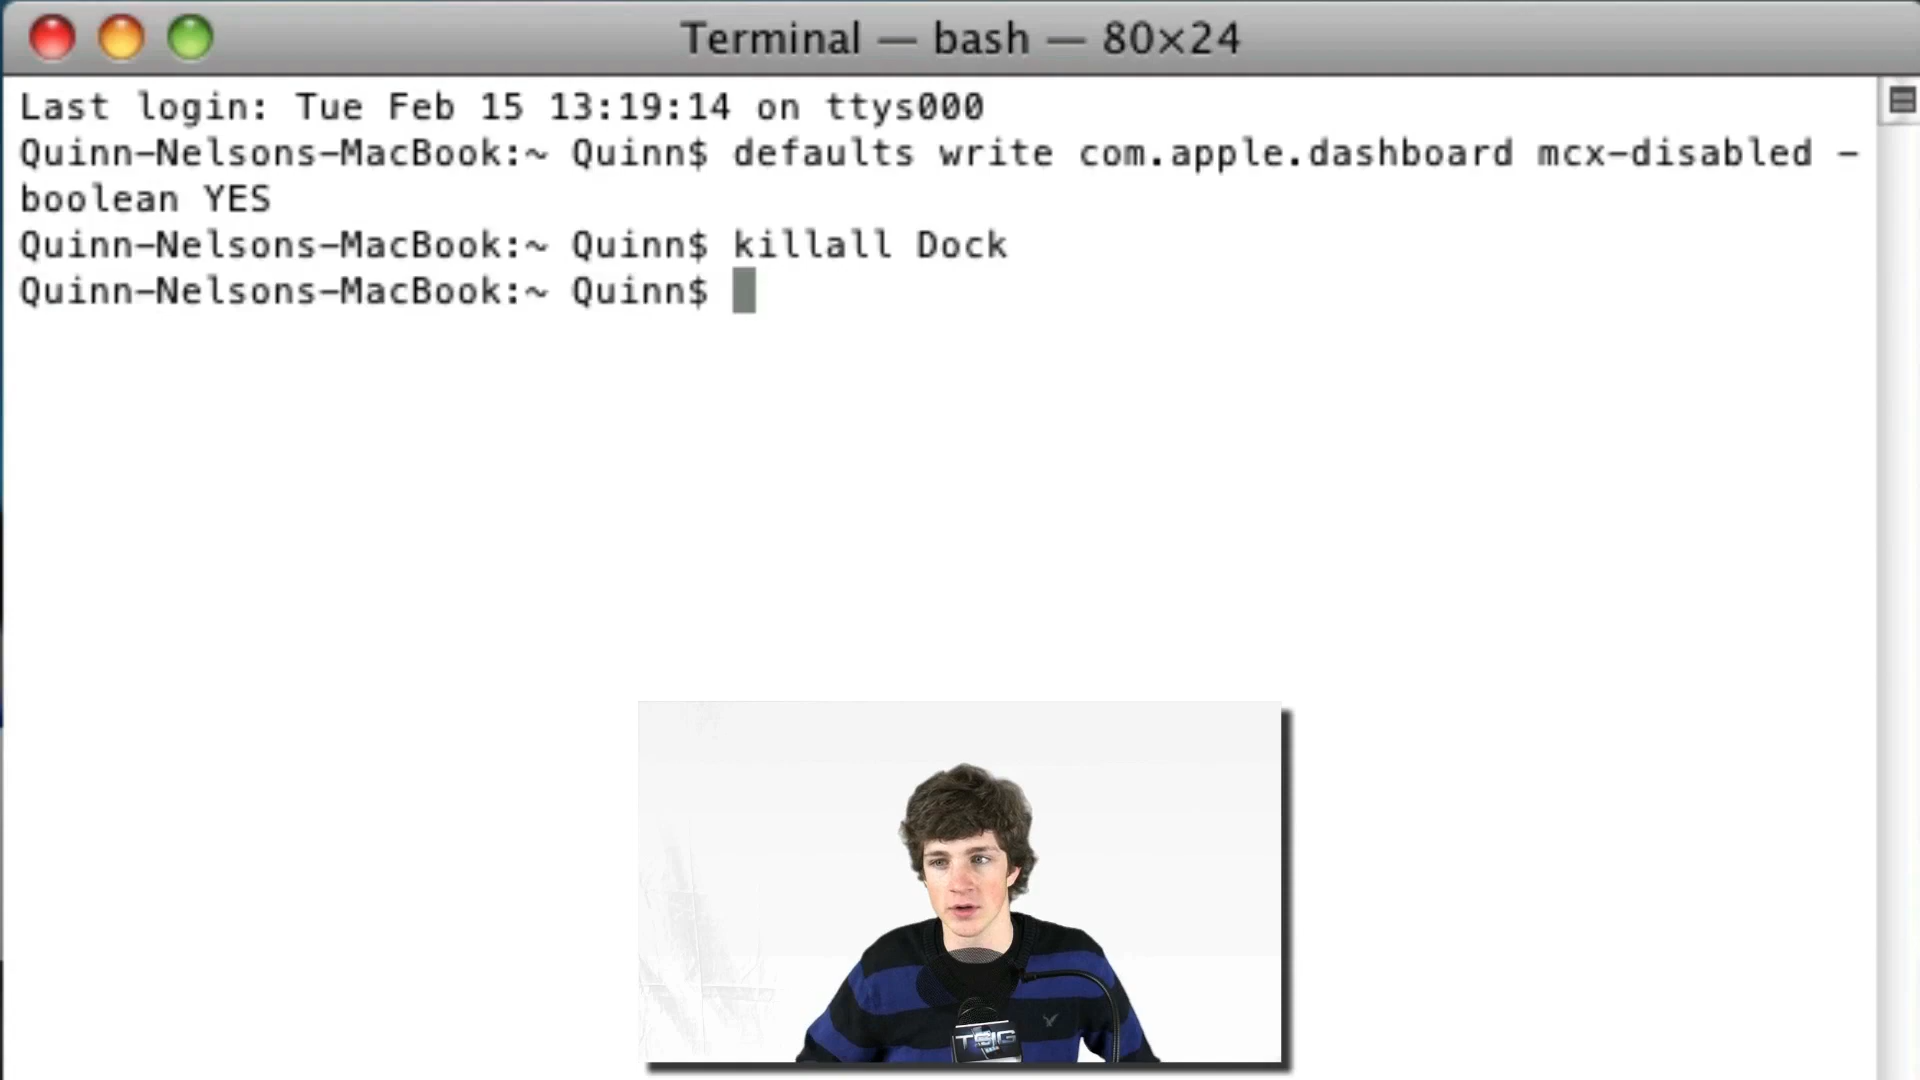 Terminal — bash — 80×24
Last login: Tue Feb 15 13:19:14 on ttys000
Quinn-Nelsons-MacBook:~ Quinn$ defaults write com.apple.dashboard mcx-disabled -
boolean YES
Quinn-Nelsons-MacBook:~ Quinn$ killall Dock
Quinn-Nelsons-MacBook:~ Quinn$